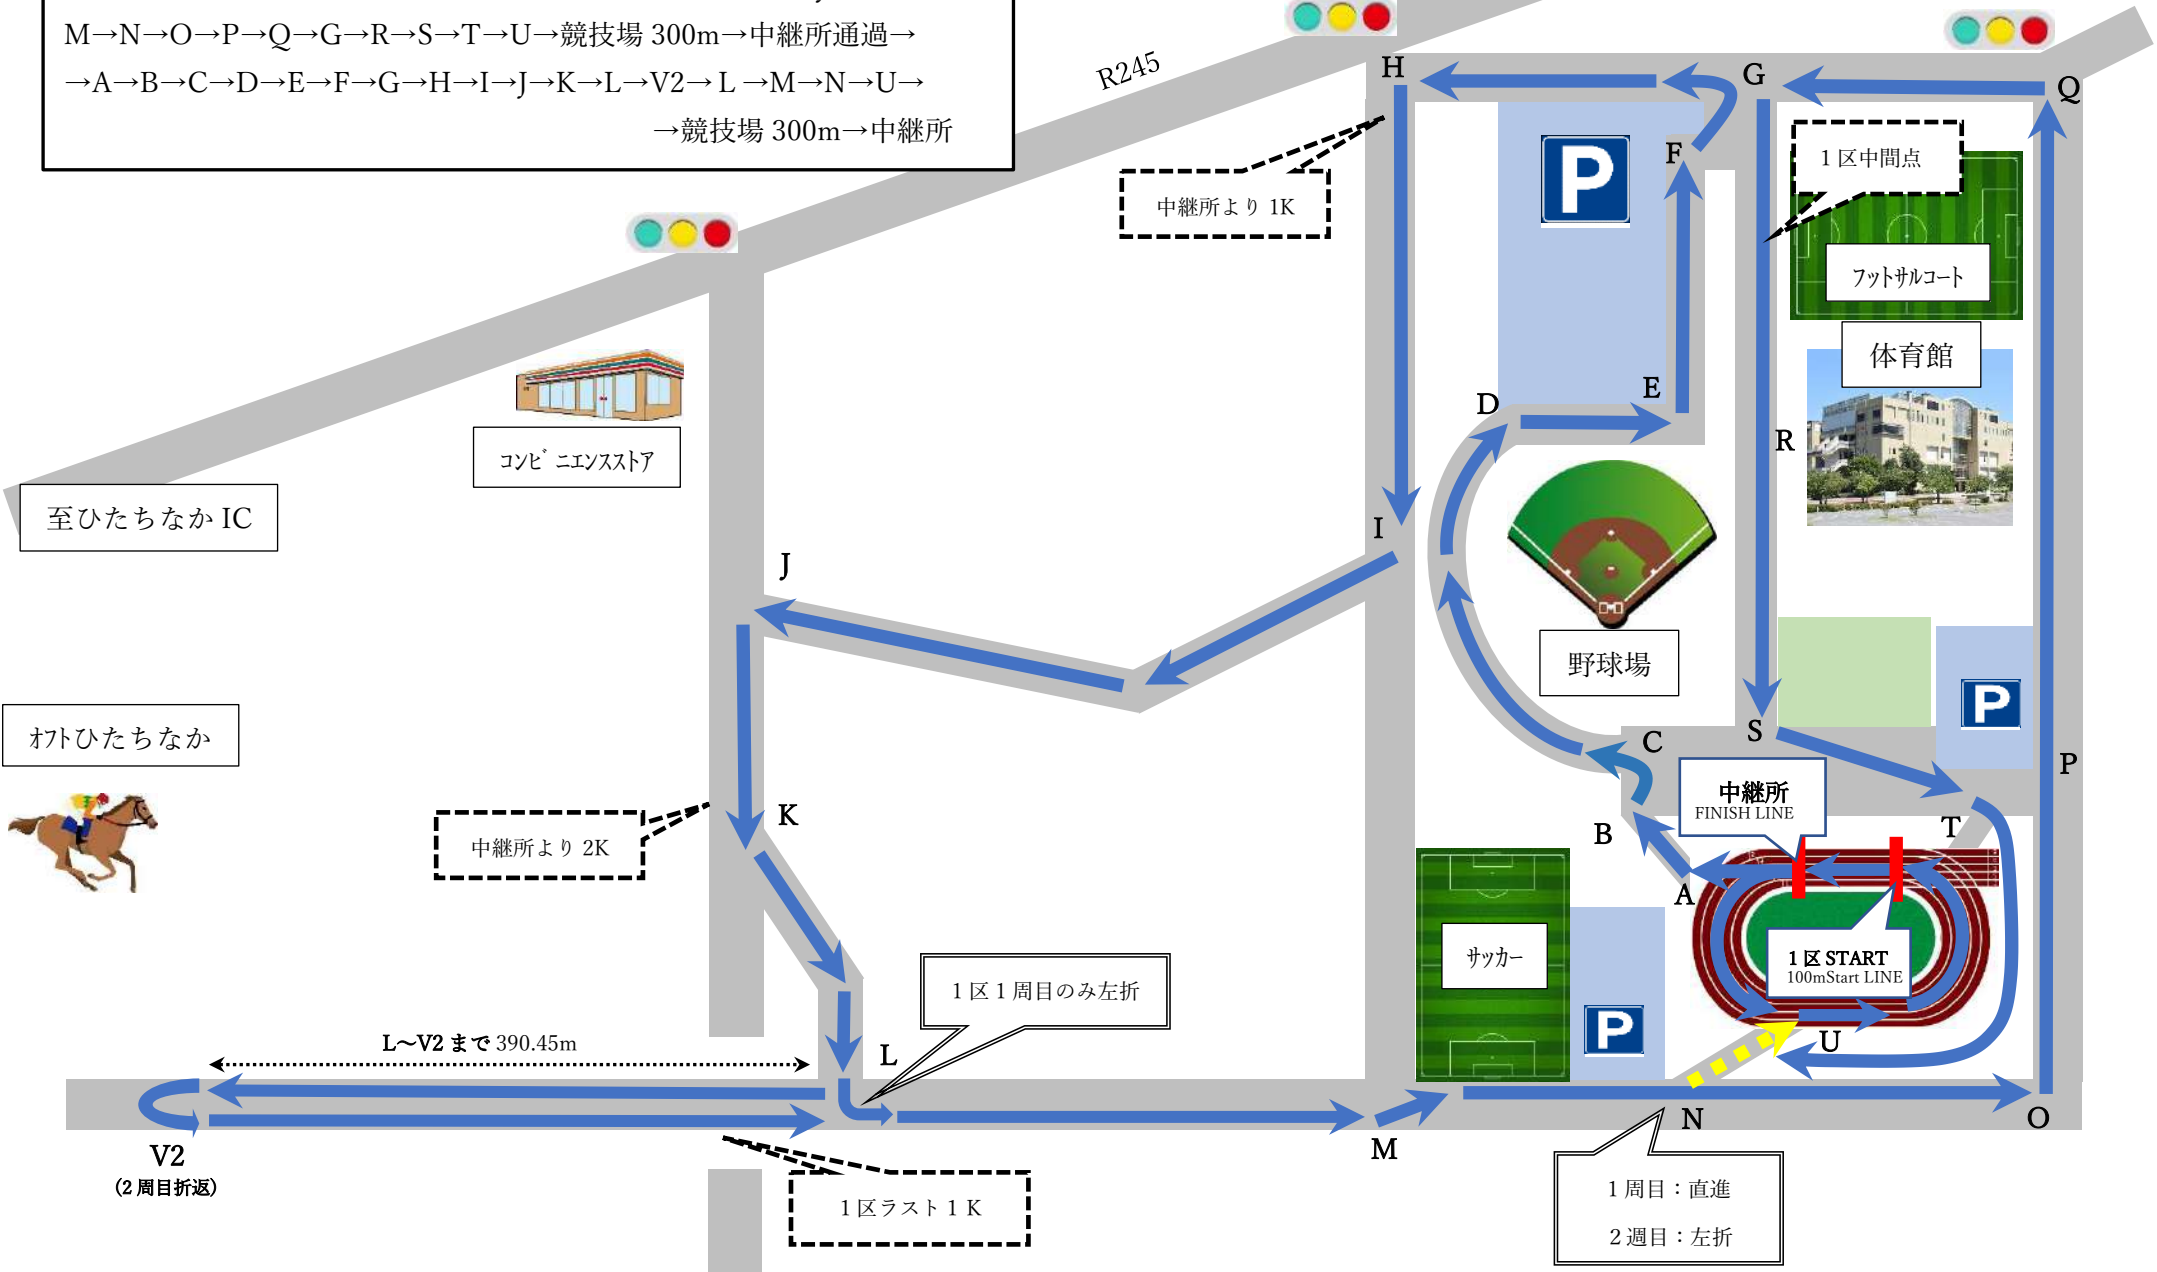 M→N→O→P→Q→G→R→S→T→U→競技場 300m→中継所通過→
→A→B→C→D→E→F→G→H→I→J→K→L→V2→L→M→N→U→
→競技場 300m→中継所
R245
H
G
Q
F
1区中間点
中継所より 1K
フットサルコート
体育館
D
E
R
コンビニエンスストア
至ひたちなか IC
I
J
野球場
オフトひたちなか
S
C
P
中継所
FINISH LINE
K
B
T
中継所より 2K
A
サッカー
1区 START
100mStart LINE
1区1周目のみ左折
L～V2 まで 390.45m
L
U
V2
(2周目折返)
M
N
O
1区ラスト1K
1周目：直進
2週目：左折
P
P
P